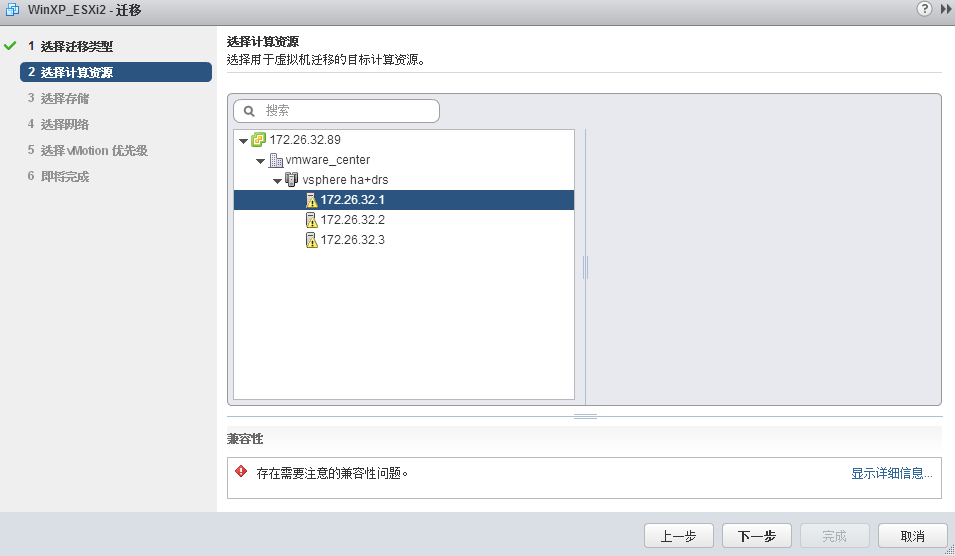 WinXP_ESXi2 - 迁移
1 选择迁移类型
2 选择计算资源
3 选择存储
4 选择网络
5 选择 vMotion 优先级
6 即将完成
选择计算资源
选择用于虚拟机迁移的目标计算资源。
搜索
172.26.32.89
vmware_center
vsphere ha+drs
172.26.32.1
172.26.32.2
172.26.32.3
兼容性
存在需要注意的兼容性问题。
显示详细信息...
上一步 下一步 完成 取消